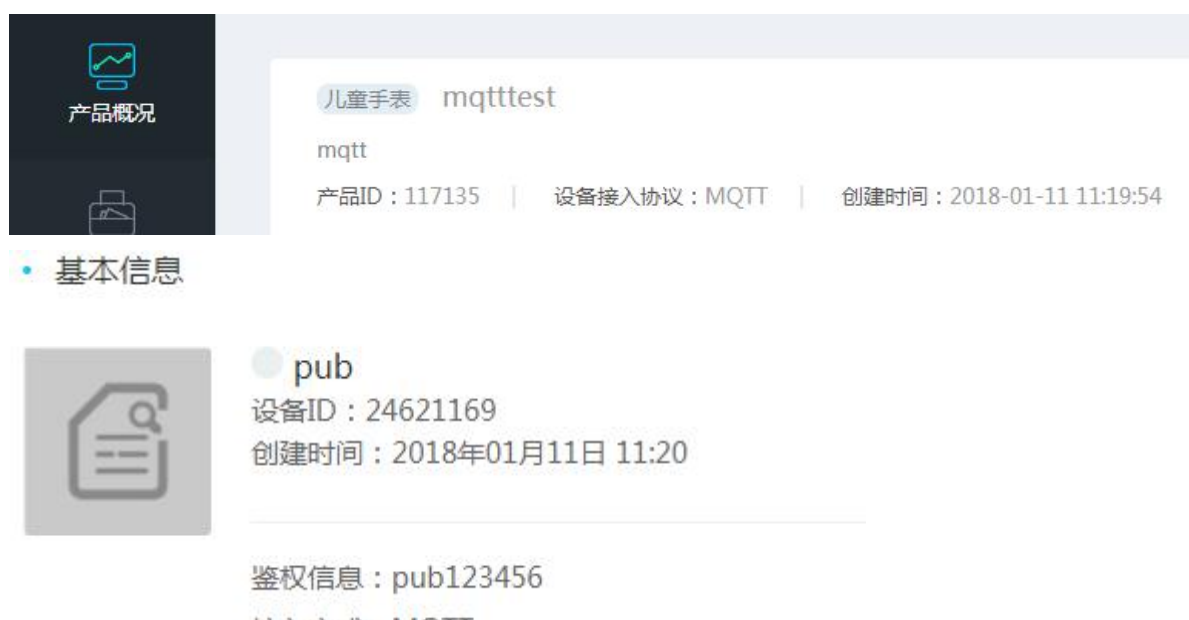 产品概况
儿童手表 mqtttest
mqtt
产品ID：117135 | 设备接入协议：MQTT | 创建时间：2018-01-11 11:19:54
• 基本信息
pub
设备ID：24621169
创建时间：2018年01月11日 11:20
鉴权信息：pub123456